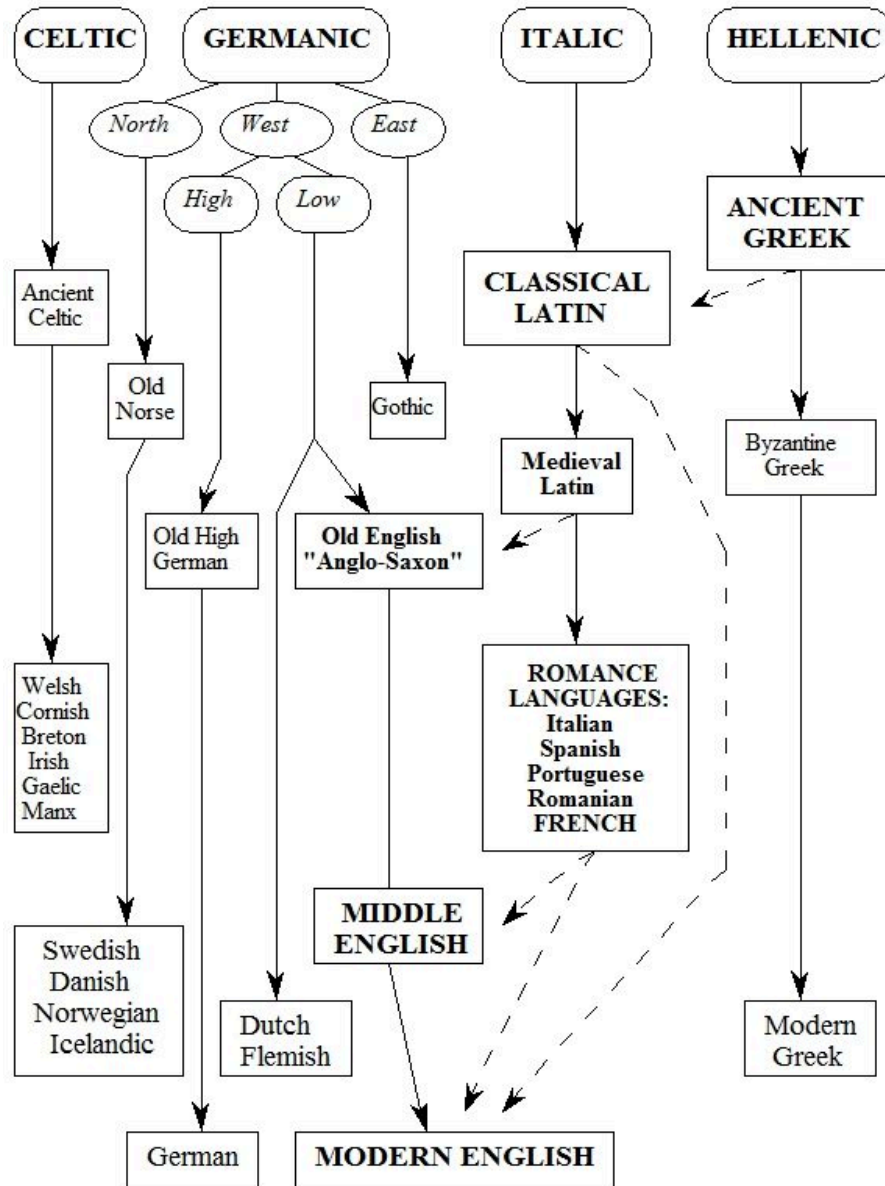 CELTIC
GERMANIC
ITALIC
HELLENIC
North
West
East
High
Low
ANCIENT
GREEK
CLASSICAL
LATIN
Ancient
Celtic
Old
Norse
Gothic
Byzantine
Greek
Medieval
Latin
Old High
German
Old English
"Anglo-Saxon"
Welsh
Cornish
Breton
Irish
Gaelic
Manx
ROMANCE
LANGUAGES:
Italian
Spanish
Portuguese
Romanian
FRENCH
MIDDLE
ENGLISH
Swedish
Danish
Norwegian
Icelandic
Dutch
Flemish
Modern
Greek
German
MODERN ENGLISH